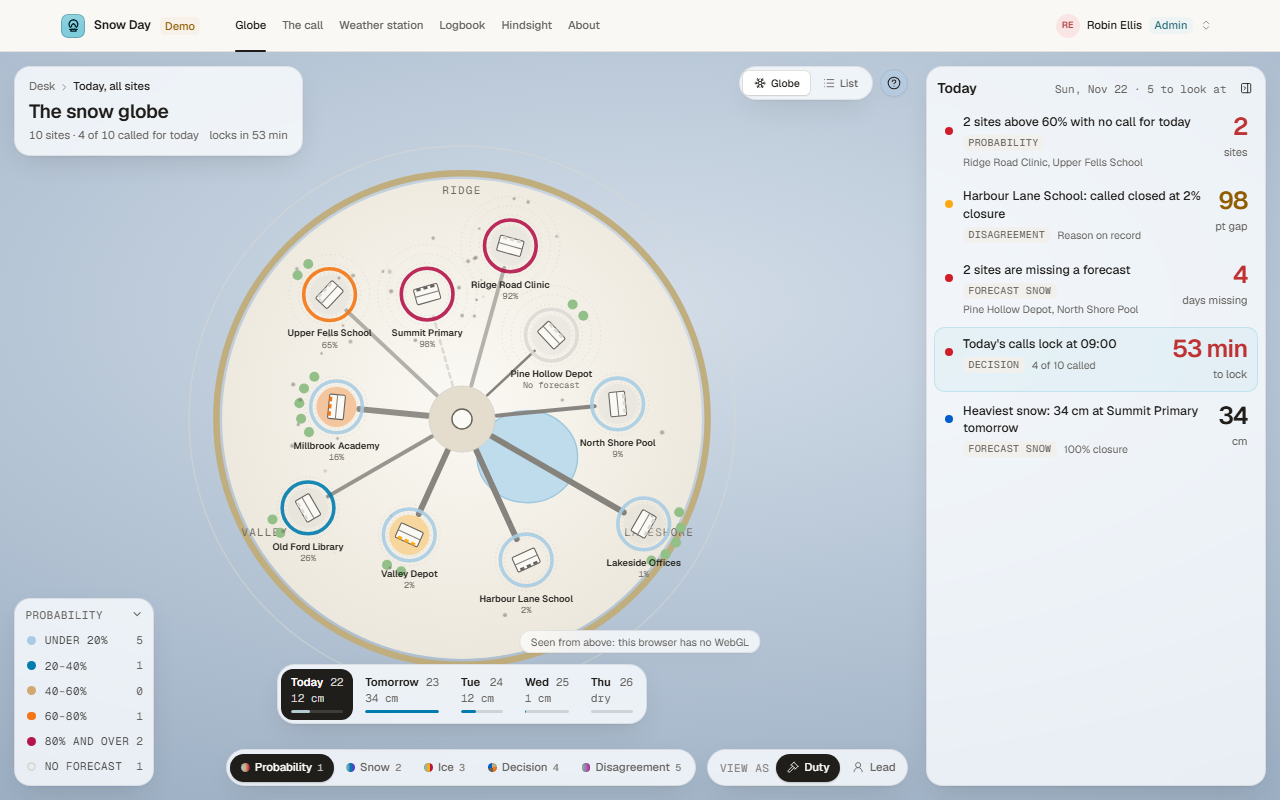 Snow Day Demo Globe The call Weather station Logbook Hindsight About RE Robin Ellis Admin
Desk › Today, all sites
The snow globe
10 sites · 4 of 10 called for today locks in 53 min
Globe List
RIDGE
Ridge Road Clinic
92%
Upper Fells School
65%
Summit Primary
98%
Pine Hollow Depot
No forecast
Millbrook Academy
16%
North Shore Pool
9%
VALLEY
Old Ford Library
26%
LAKESHORE
Lakeside Offices
1%
Valley Depot
2%
Harbour Lane School
2%
Seen from above: this browser has no WebGL
PROBABILITY
UNDER 20% 5
20-40% 1
40-60% 0
60-80% 1
80% AND OVER 2
NO FORECAST 1
Today 22
12 cm
Tomorrow 23
34 cm
Tue 24
12 cm
Wed 25
1 cm
Thu 26
dry
Probability 1 Snow 2 Ice 3 Decision 4 Disagreement 5
VIEW AS Duty Lead
Today Sun, Nov 22 · 5 to look at
2 sites above 60% with no call for today
PROBABILITY
Ridge Road Clinic, Upper Fells School
2
sites
Harbour Lane School: called closed at 2%
closure
DISAGREEMENT Reason on record
98
pt gap
2 sites are missing a forecast
FORECAST SNOW
Pine Hollow Depot, North Shore Pool
4
days missing
Today's calls lock at 09:00
DECISION 4 of 10 called
53 min
to lock
Heaviest snow: 34 cm at Summit Primary
tomorrow
FORECAST SNOW 100% closure
34
cm